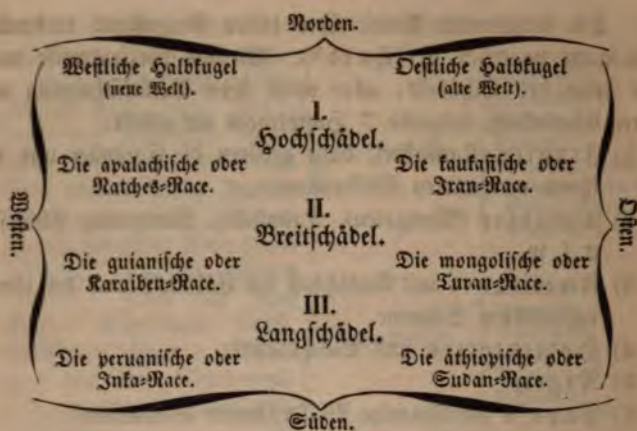 Norden.
Westliche Halbkugel
(neue Welt).
Oestliche Halbkugel
(alte Welt).
I.
Hochschädel.
Die apalachische oder
Natches-Race.
Die kaukasische oder
Iran-Race.
Westen.
Osten.
II.
Breitschädel.
Die guianische oder
Karaiben-Race.
Die mongolische oder
Turan-Race.
III.
Langschädel.
Die peruanische oder
Inka-Race.
Die äthiopische oder
Sudan-Race.
Süden.